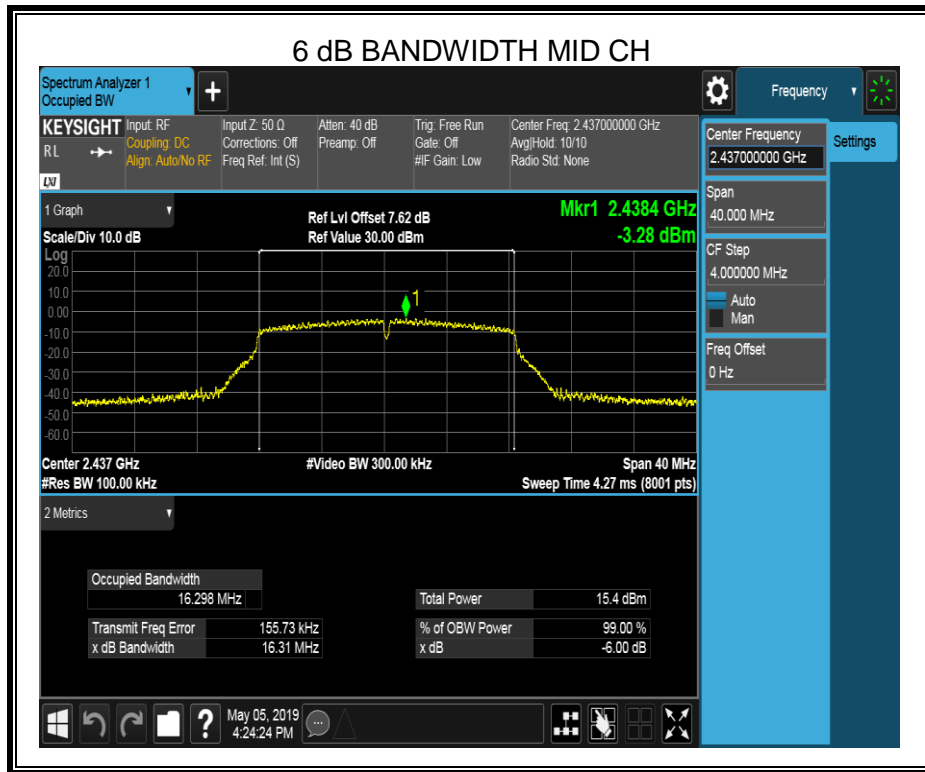 6 dB BANDWIDTH MID CH
Spectrum Analyzer 1
Occupied BW
+
Frequency
KEYSIGHT
RL
LXI
Input: RF
Coupling: DC
Align: Auto/No RF
Input Z: 50 Ω
Corrections: Off
Freq Ref: Int (S)
Atten: 40 dB
Preamp: Off
Trig: Free Run
Gate: Off
#IF Gain: Low
Center Freq: 2.437000000 GHz
Avg|Hold: 10/10
Radio Std: None
Center Frequency
2.437000000 GHz
Settings
Span
40.000 MHz
CF Step
4.000000 MHz
Auto
Man
Freq Offset
0 Hz
1 Graph
Scale/Div 10.0 dB
Ref Lvl Offset 7.62 dB
Ref Value 30.00 dBm
Mkr1 2.4384 GHz
-3.28 dBm
Log
20.0
10.0
0.00
-10.0
-20.0
-30.0
-40.0
-50.0
-60.0
1
Center 2.437 GHz
#Res BW 100.00 kHz
#Video BW 300.00 kHz
Span 40 MHz
Sweep Time 4.27 ms (8001 pts)
2 Metrics
Occupied Bandwidth
16.298 MHz
Total Power 15.4 dBm
Transmit Freq Error 155.73 kHz
% of OBW Power 99.00 %
x dB Bandwidth 16.31 MHz
x dB -6.00 dB
?
May 05, 2019
4:24:24 PM